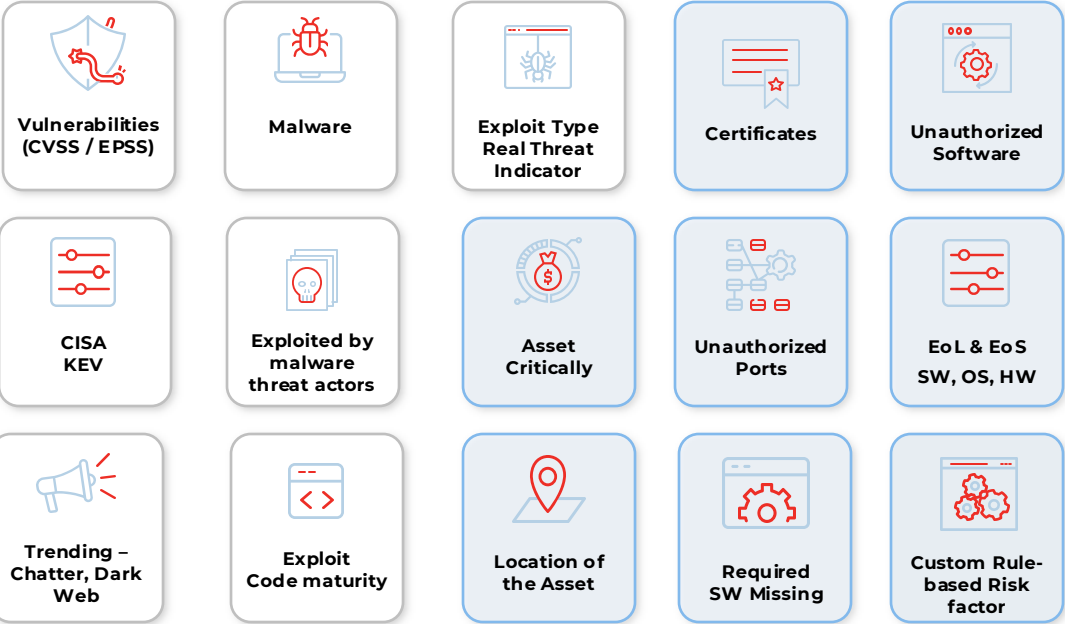 Vulnerabilities
(CVSS / EPSS)
Malware
Exploit Type
Real Threat
Indicator
Certificates
Unauthorized
Software
CISA
KEV
Exploited by
malware
threat actors
Asset
Critically
Unauthorized
Ports
EoL & EoS
SW, OS, HW
Trending –
Chatter, Dark
Web
Exploit
Code maturity
Location of
the Asset
Required
SW Missing
Custom Rule-
based Risk
factor